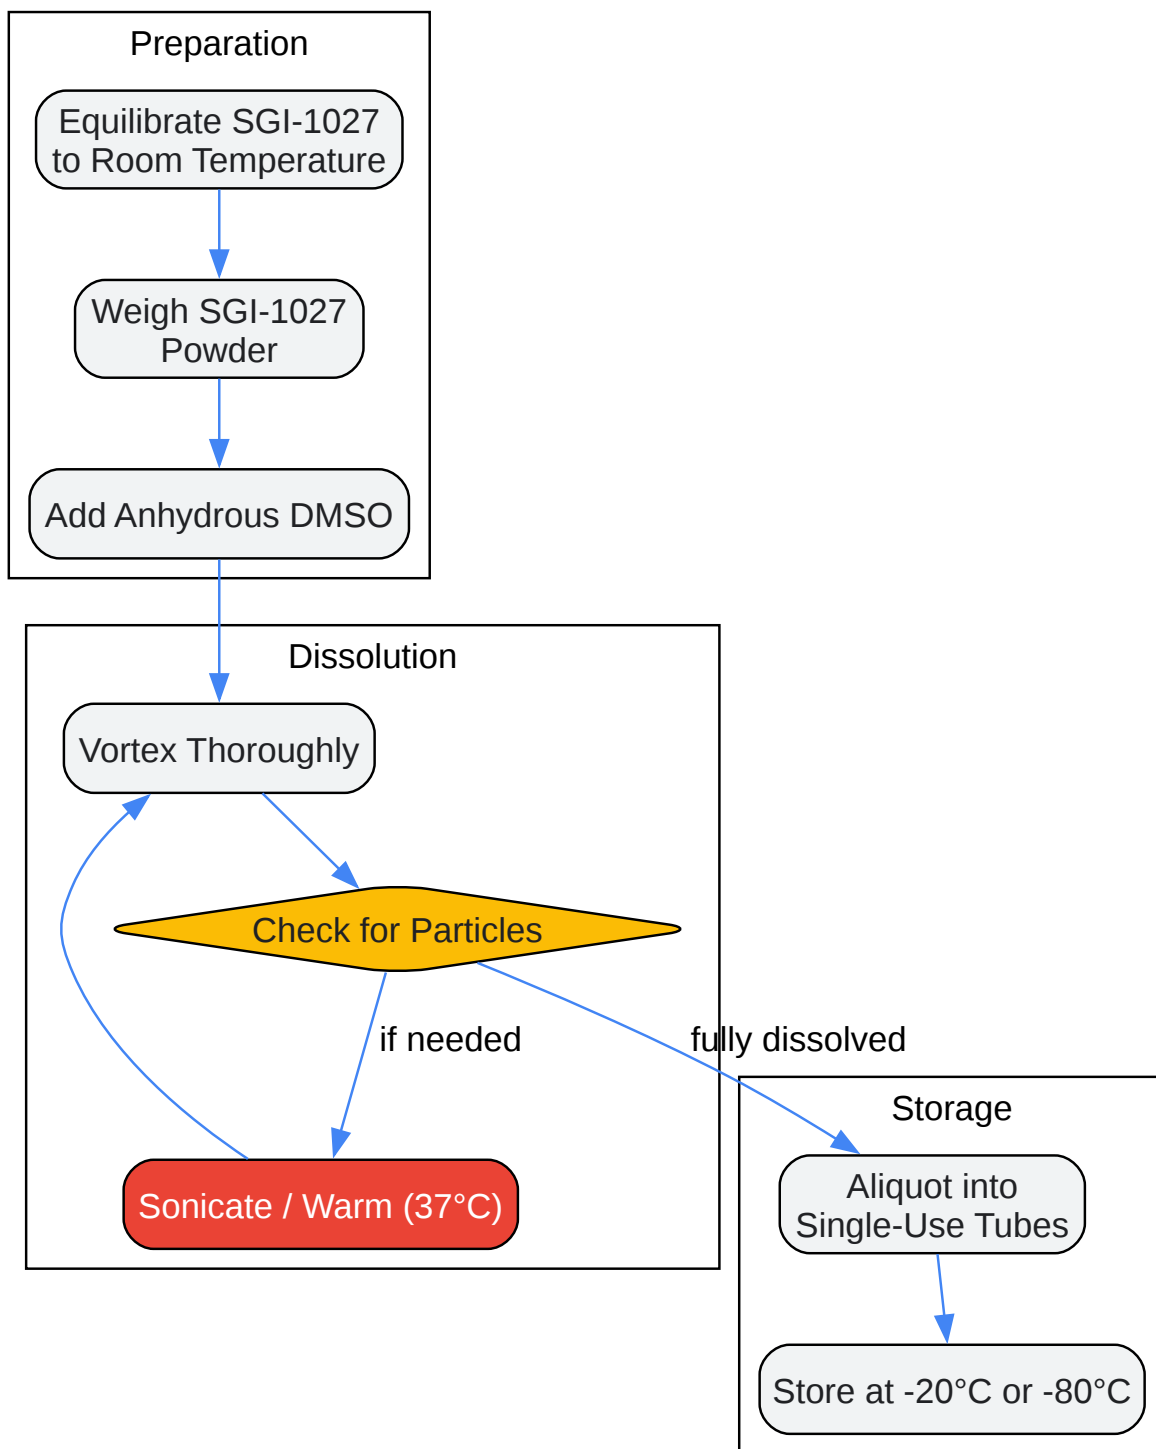 Preparation
Equilibrate SGI-1027
to Room Temperature
Weigh SGI-1027
Powder
Add Anhydrous DMSO
Dissolution
Vortex Thoroughly
Check for Particles
if needed
fully dissolved
Sonicate / Warm (37°C)
Storage
Aliquot into
Single-Use Tubes
Store at -20°C or -80°C